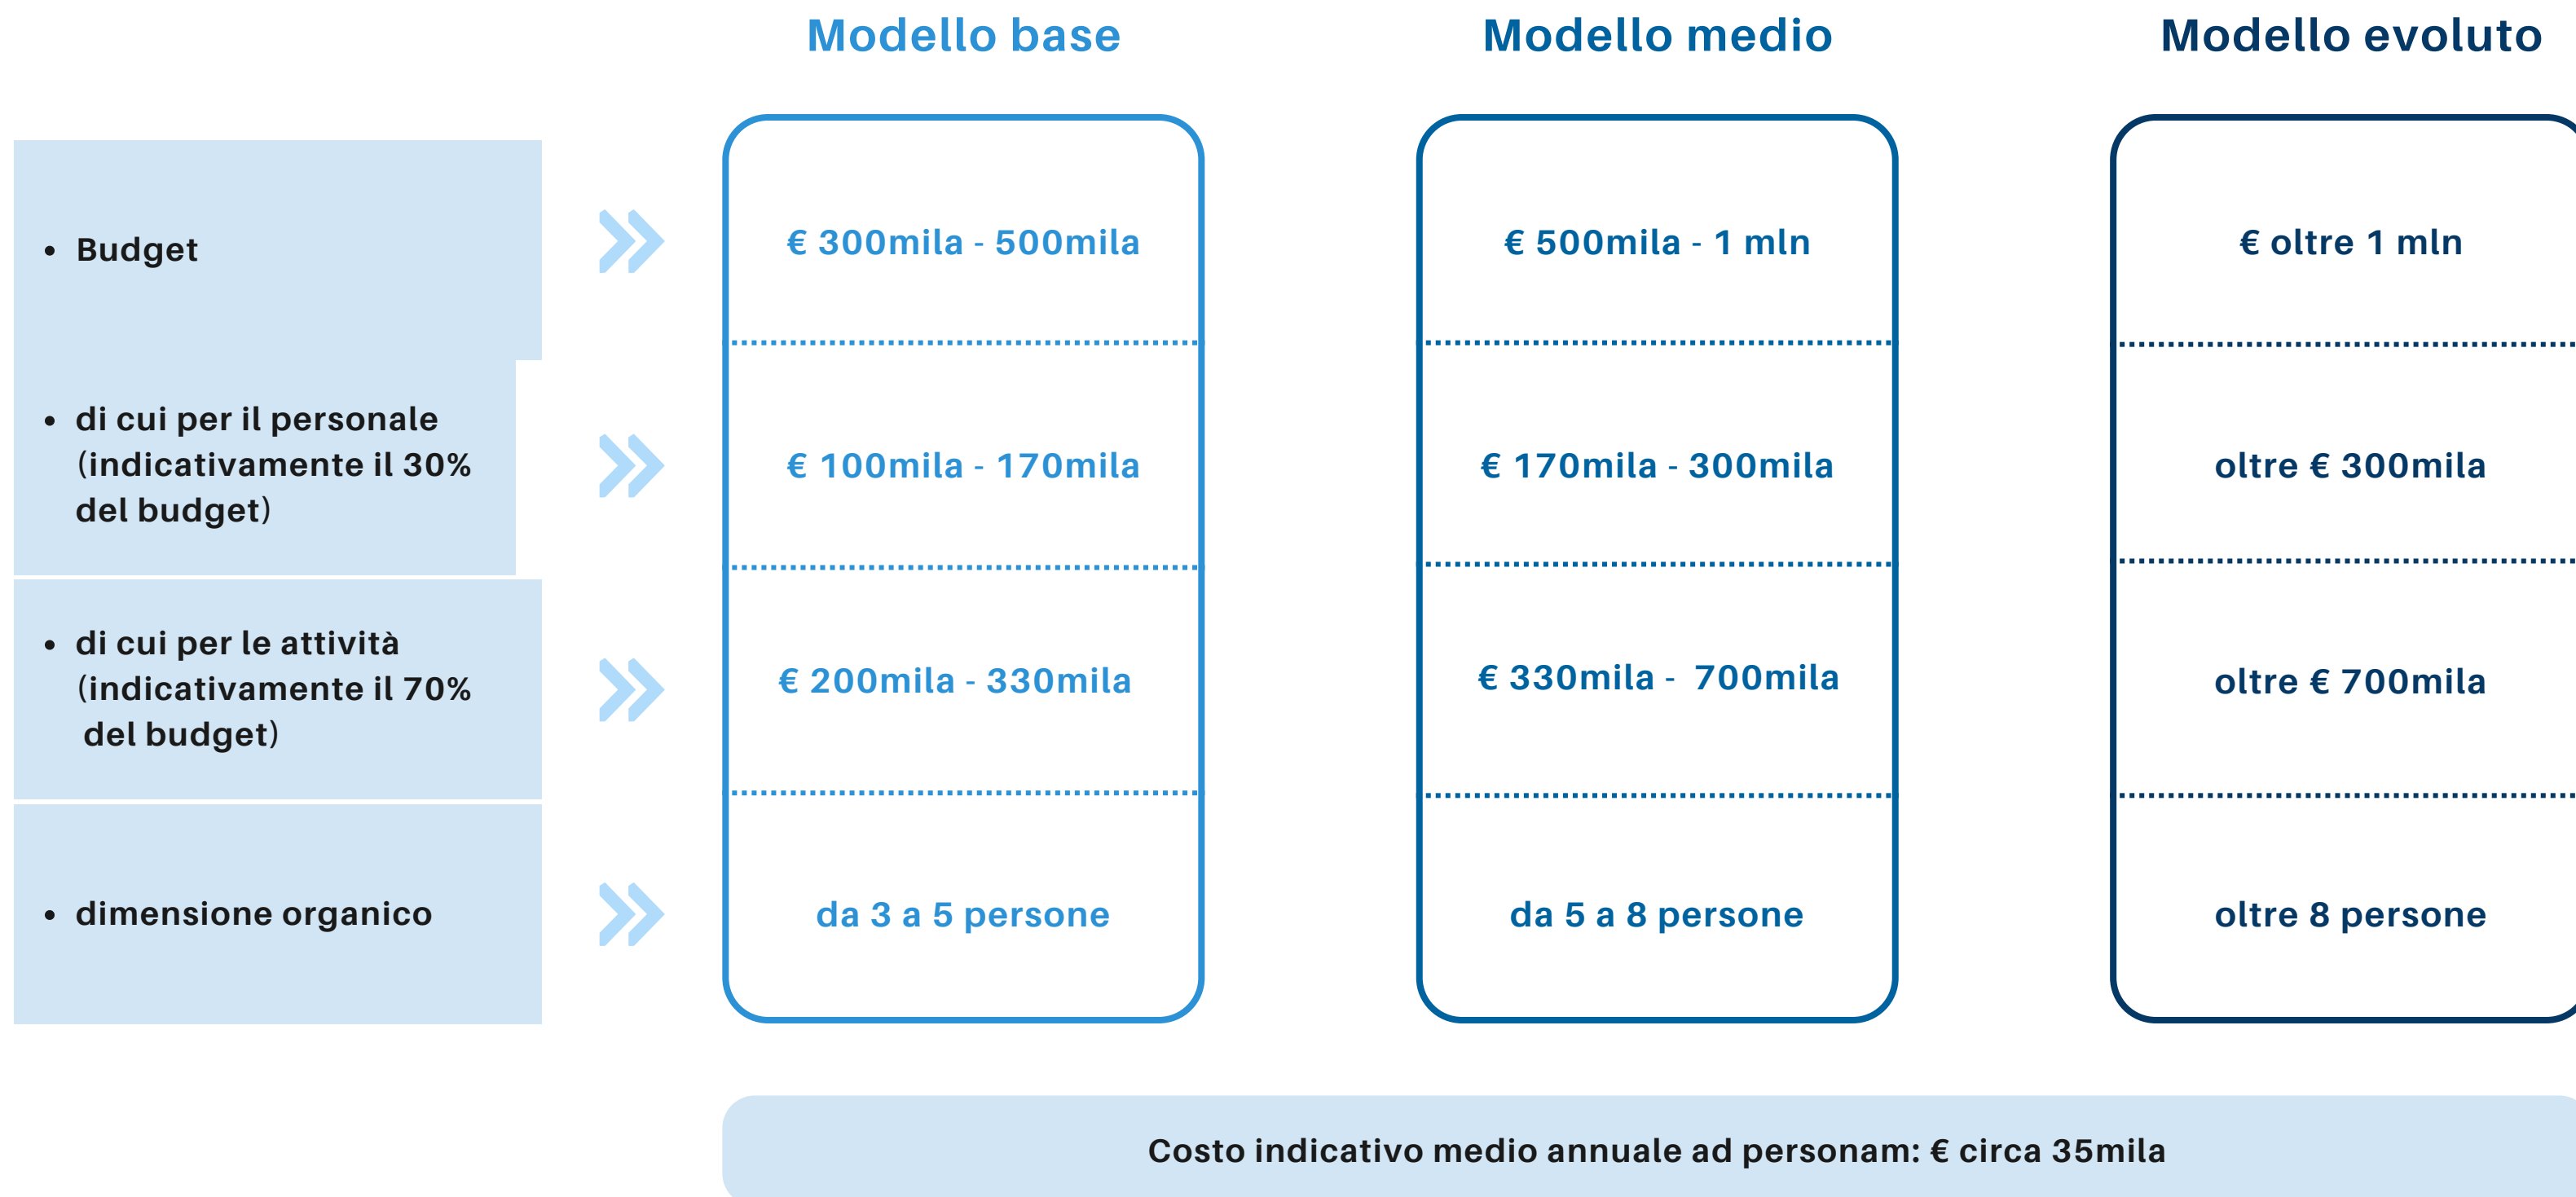 Modello base
Modello medio
Modello evoluto
• Budget
€ 300mila - 500mila
€ 500mila - 1 mln
€ oltre 1 mln
• di cui per il personale
(indicativamente il 30%
del budget)
€ 100mila - 170mila
€ 170mila - 300mila
oltre € 300mila
• di cui per le attività
(indicativamente il 70%
del budget)
€ 200mila - 330mila
€ 330mila - 700mila
oltre € 700mila
• dimensione organico
da 3 a 5 persone
da 5 a 8 persone
oltre 8 persone
Costo indicativo medio annuale ad personam: € circa 35mila